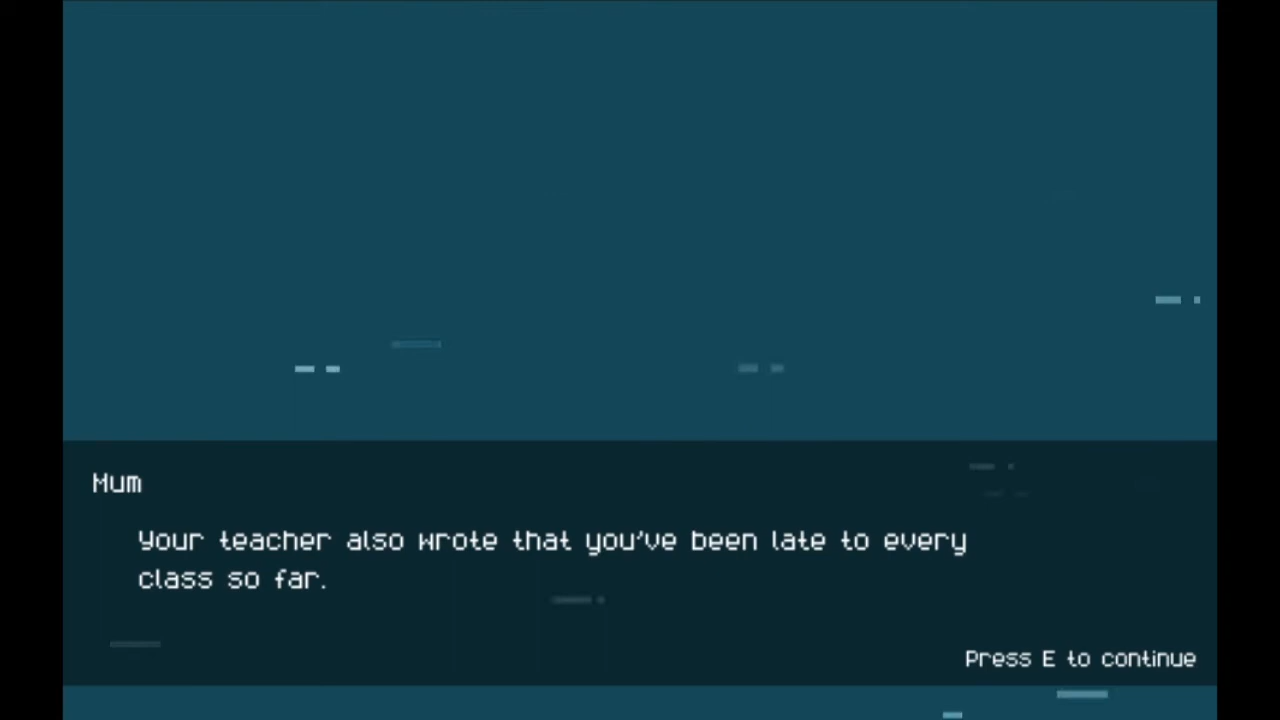 Mum
Your teacher also wrote that you've been late to every
class so far.
Press E to continue